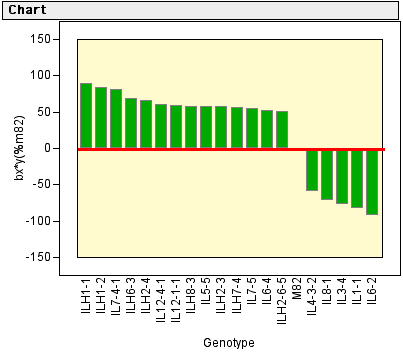 Chart
150
100
50
0
-50
-100
-150
bx*y(%m82)
ILH1-1
ILH1-2
IL7-4-1
ILH6-3
ILH2-4
IL12-4-1
IL12-1-1
ILH8-3
IL5-5
ILH2-3
ILH7-4
IL7-5
IL6-4
ILH2-6-5
M82
IL4-3-2
IL8-1
IL3-4
IL1-1
IL6-2
Genotype